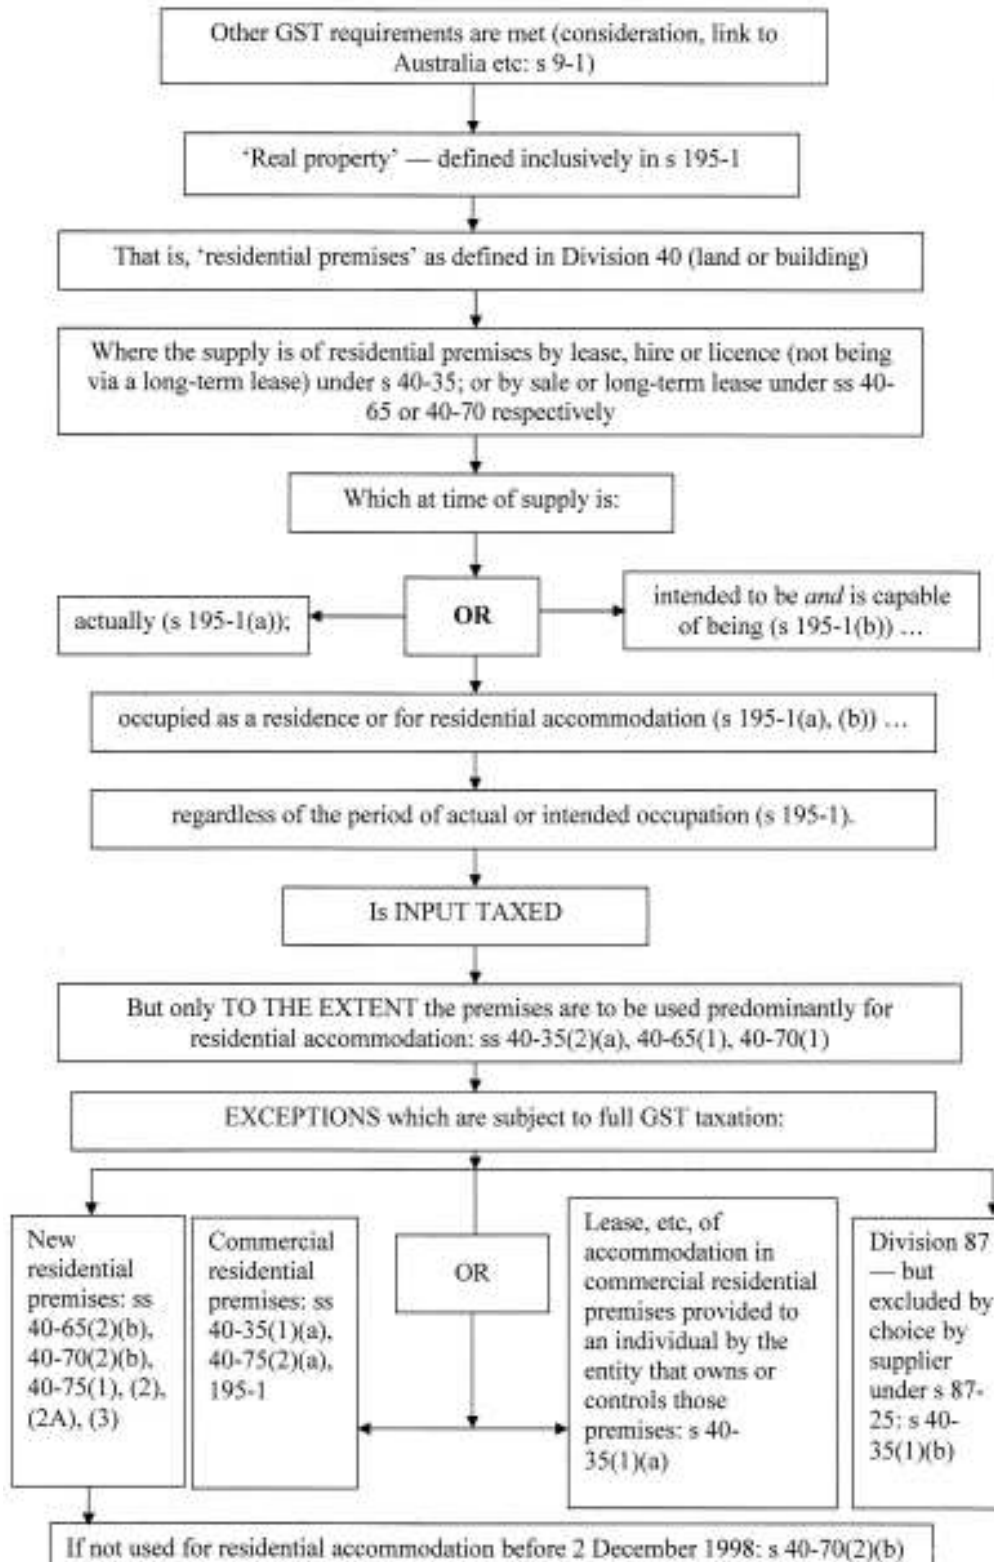 Other GST requirements are met (consideration, link to
Australia etc: s 9-1)
‘Real property’ — defined inclusively in s 195-1
That is, ‘residential premises’ as defined in Division 40 (land or building)
Where the supply is of residential premises by lease, hire or licence (not being
via a long-term lease) under s 40-35; or by sale or long-term lease under ss 40-
65 or 40-70 respectively
Which at time of supply is:
actually (s 195-1(a));
OR
intended to be and is capable
of being (s 195-1(b)) …
occupied as a residence or for residential accommodation (s 195-1(a), (b)) …
regardless of the period of actual or intended occupation (s 195-1).
Is INPUT TAXED
But only TO THE EXTENT the premises are to be used predominantly for
residential accommodation: ss 40-35(2)(a), 40-65(1), 40-70(1)
EXCEPTIONS which are subject to full GST taxation:
New
residential
premises: ss
40-65(2)(b),
40-70(2)(b),
40-75(1), (2),
(2A), (3)
Commercial
residential
premises: ss
40-35(1)(a),
40-75(2)(a),
195-1
OR
Lease, etc, of
accommodation in
commercial residential
premises provided to
an individual by the
entity that owns or
controls those
premises: s 40-
35(1)(a)
Division 87
— but
excluded by
choice by
supplier
under s 87-
25: s 40-
35(1)(b)
If not used for residential accommodation before 2 December 1998: s 40-70(2)(b)